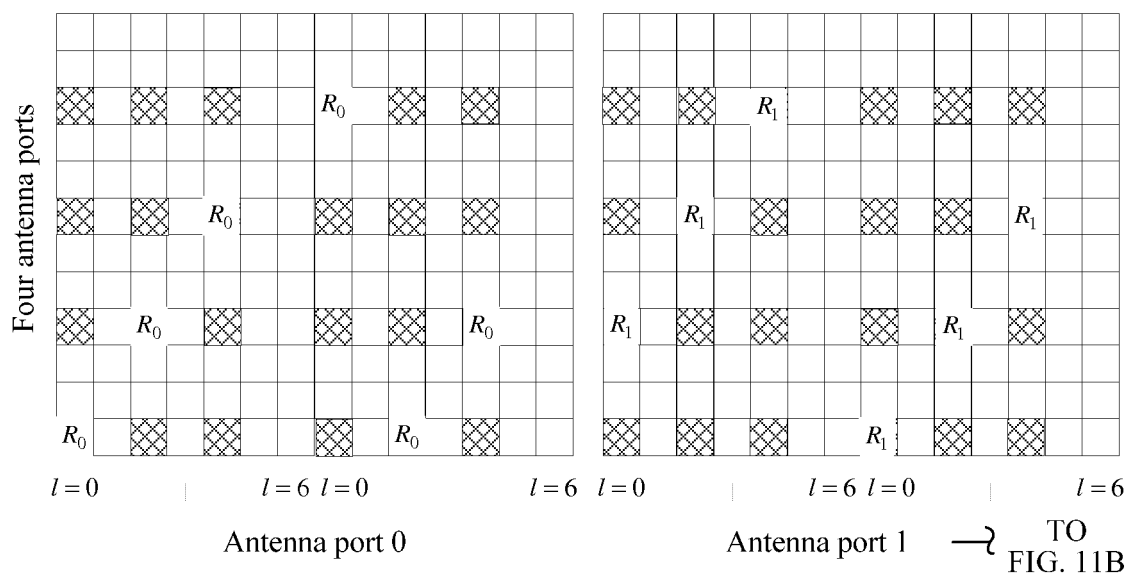 Four antenna ports
R0 R1
R0 R1 R1
R0 R0 R1 R1
R0 R0 R1
l = 0 l = 6 l = 0 l = 6 l = 0 l = 6 l = 0 l = 6
Antenna port 0 Antenna port 1 TO
FIG. 11B